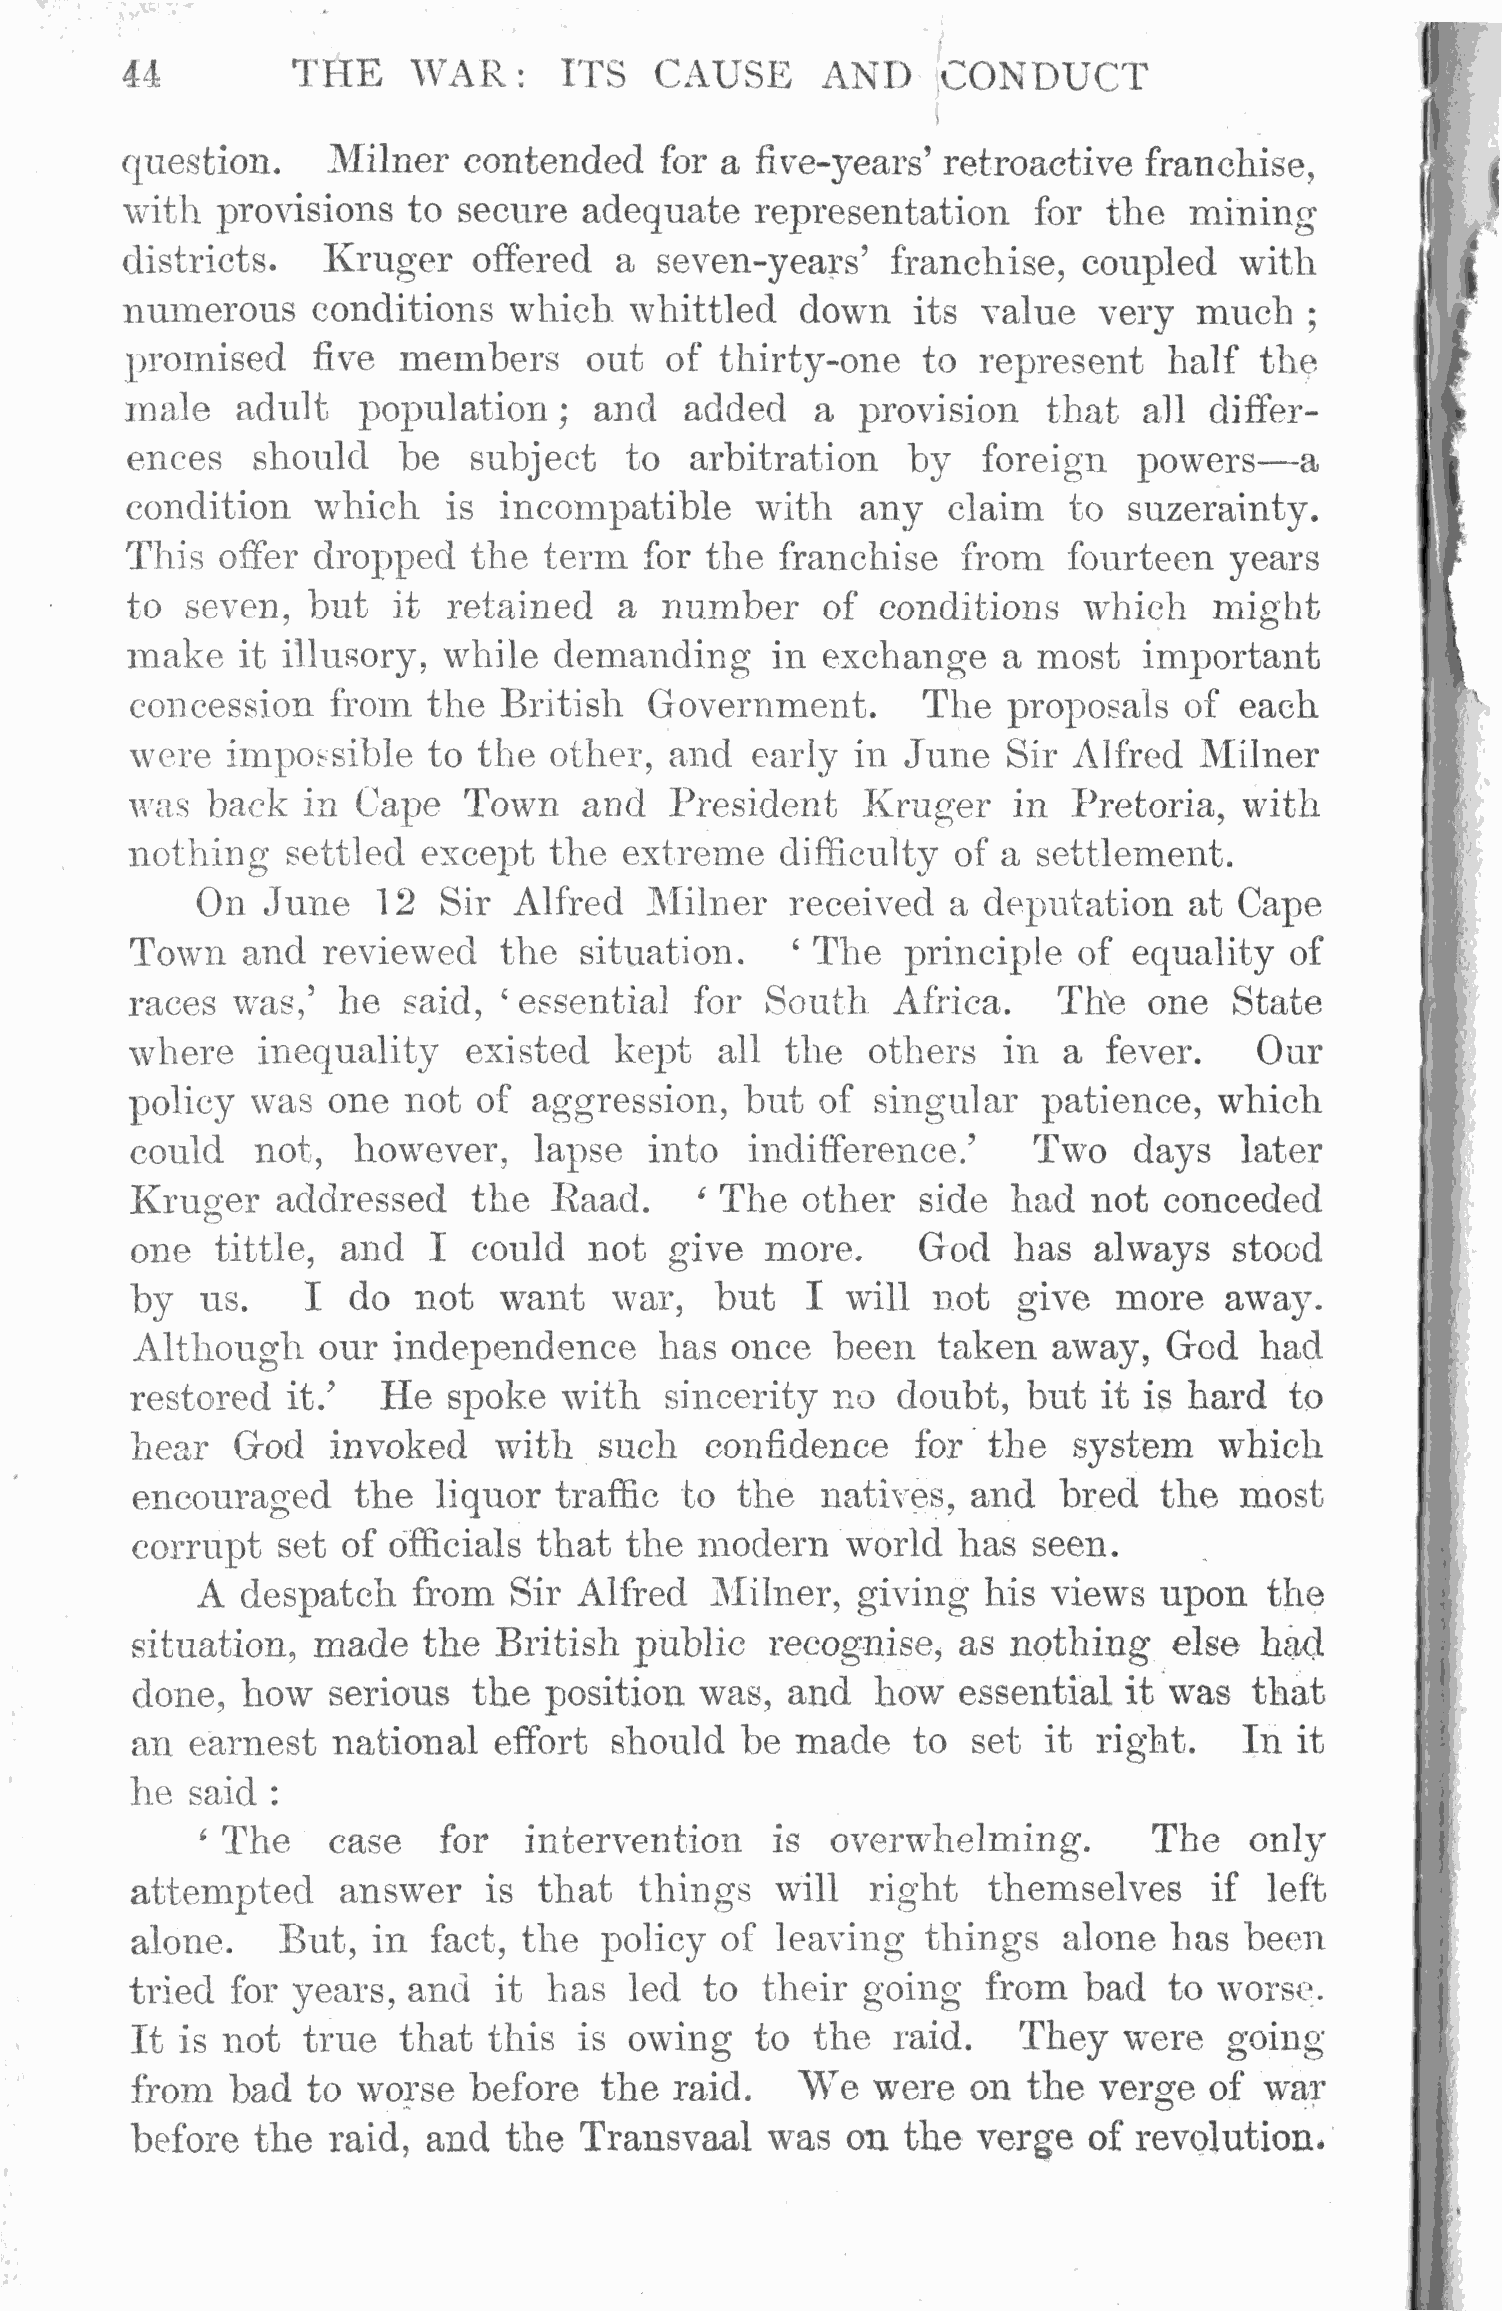 44 THE WAR: ITS CAUSE AND CONDUCT
question. Milner contended for a five-years' retroactive franchise,
with provisions to secure adequate representation for the mining
districts. Kruger offered a seven-years' franchise, coupled with
numerous conditions which whittled down its value very much ;
promised five members out of thirty-one to represent half the
male adult population ; and added a provision that all differ-
ences should be subject to arbitration by foreign powers—a
condition which is incompatible with any claim to suzerainty.
This offer dropped the term for the franchise from fourteen years
to seven, but it retained a number of conditions which might
make it illusory, while demanding in exchange a most important
concession from the British Government. The proposals of each
were impossible to the other, and early in June Sir Alfred Milner
was back in Cape Town and President Kruger in Pretoria, with
nothing settled except the extreme difficulty of a settlement.
On June 12 Sir Alfred Milner received a deputation at Cape
Town and reviewed the situation. ‘ The principle of equality of
races was,’ he said, ‘ essential for South Africa. The one State
where inequality existed kept all the others in a fever. Our
policy was one not of aggression, but of singular patience, which
could not, however, lapse into indifference.’ Two days later
Kruger addressed the Raad. ‘ The other side had not conceded
one tittle, and I could not give more. God has always stood
by us. I do not want war, but I will not give more away.
Although our independence has once been taken away, God had
restored it.’ He spoke with sincerity no doubt, but it is hard to
hear God invoked with such confidence for the system which
encouraged the liquor traffic to the natives, and bred the most
corrupt set of officials that the modern world has seen.
A despatch from Sir Alfred Milner, giving his views upon the
situation, made the British public recognise, as nothing else had
done, how serious the position was, and how essential it was that
an earnest national effort should be made to set it right. In it
he said :
‘ The case for intervention is overwhelming. The only
attempted answer is that things will right themselves if left
alone. But, in fact, the policy of leaving things alone has been
tried for years, and it has led to their going from bad to worse.
It is not true that this is owing to the raid. They were going
from bad to worse before the raid. We were on the verge of war
before the raid, and the Transvaal was on the verge of revolution.